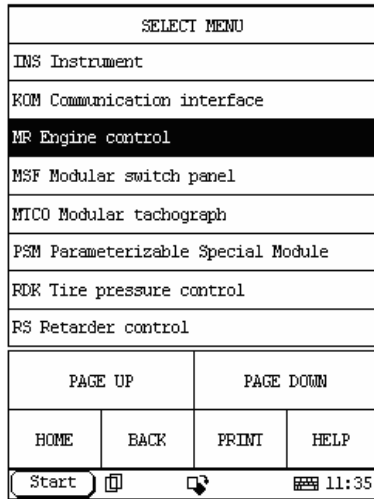 SELECT MENU
INS Instrument
KOM Communication interface
MR Engine control
MSF Modular switch panel
MTCO Modular tachograph
PSM Parameterizable Special Module
RDK Tire pressure control
RS Retarder control
PAGE UP PAGE DOWN
HOME BACK PRINT HELP
Start 11:35